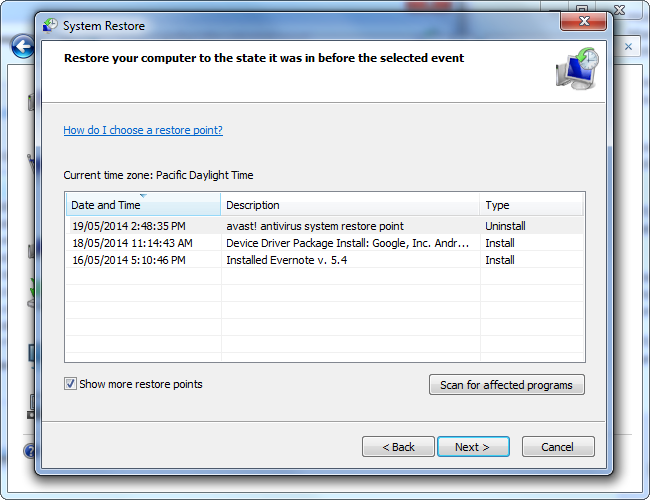 System Restore
Restore your computer to the state it was in before the selected event
How do I choose a restore point?
Current time zone: Pacific Daylight Time
Date and Time Description Type
19/05/2014 2:48:35 PM avast! antivirus system restore point Uninstall
18/05/2014 11:14:43 AM Device Driver Package Install: Google, Inc. Andr... Install
16/05/2014 5:10:46 PM Installed Evernote v. 5.4 Install
Show more restore points
Scan for affected programs
< Back Next > Cancel